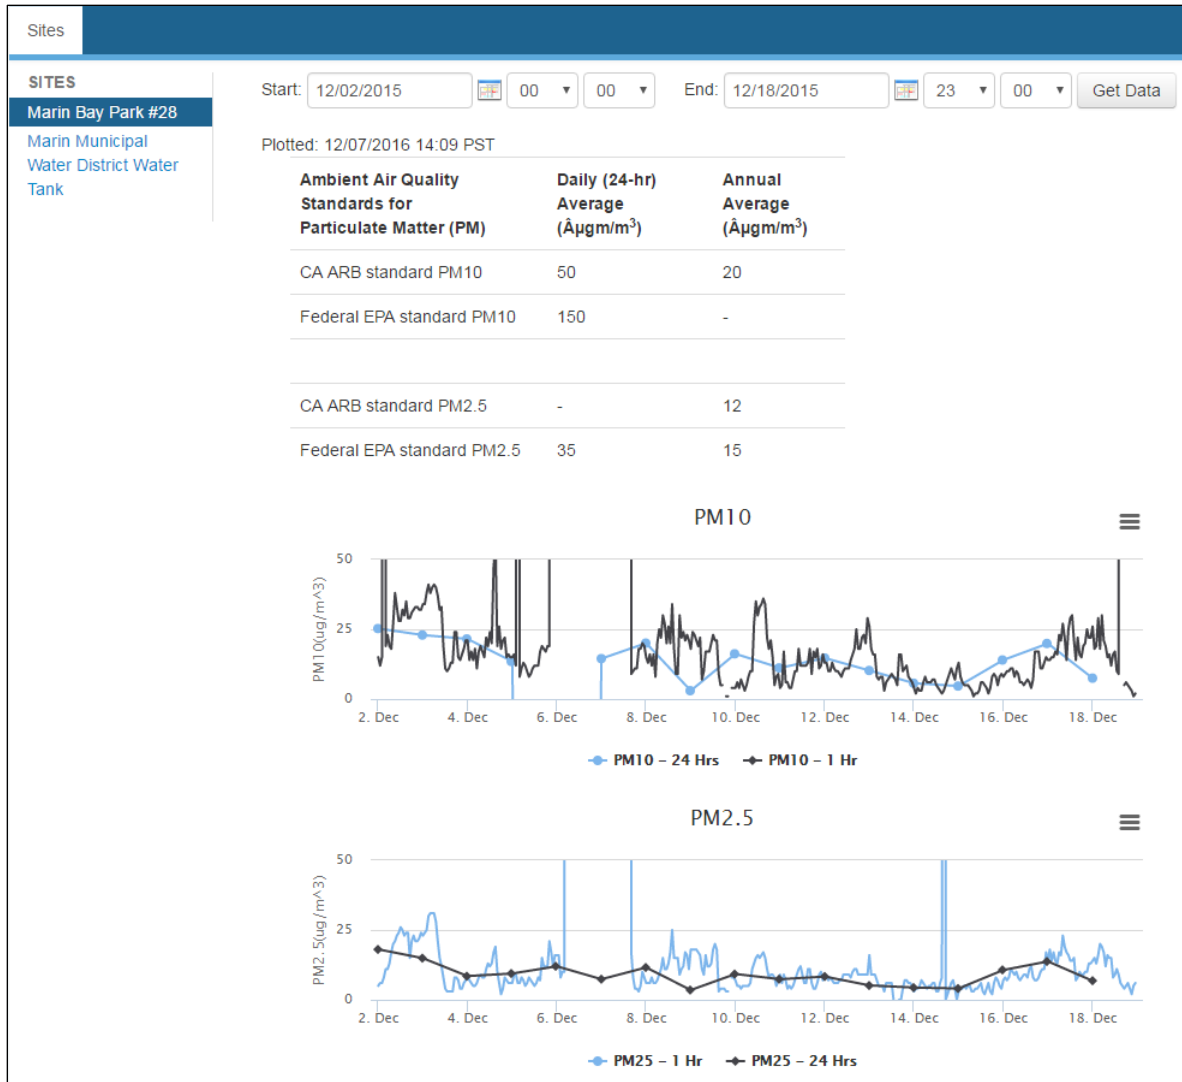 Sites
SITES
Marin Bay Park #28
Marin Municipal
Water District Water
Tank
Start: 12/02/2015 00 00 End: 12/18/2015 23 00 Get Data
Plotted: 12/07/2016 14:09 PST
Ambient Air Quality Standards for Particulate Matter (PM) Daily (24-hr) Average (Âµgm/m³) Annual Average (Âµgm/m³)
CA ARB standard PM10 50 20
Federal EPA standard PM10 150 -
CA ARB standard PM2.5 - 12
Federal EPA standard PM2.5 35 15
PM10
PM10(ug/m^3)
50
25
0
2. Dec 4. Dec 6. Dec 8. Dec 10. Dec 12. Dec 14. Dec 16. Dec 18. Dec
PM10 – 24 Hrs PM10 – 1 Hr
PM2.5
PM2.5(ug/m^3)
50
25
0
2. Dec 4. Dec 6. Dec 8. Dec 10. Dec 12. Dec 14. Dec 16. Dec 18. Dec
PM25 – 1 Hr PM25 – 24 Hrs